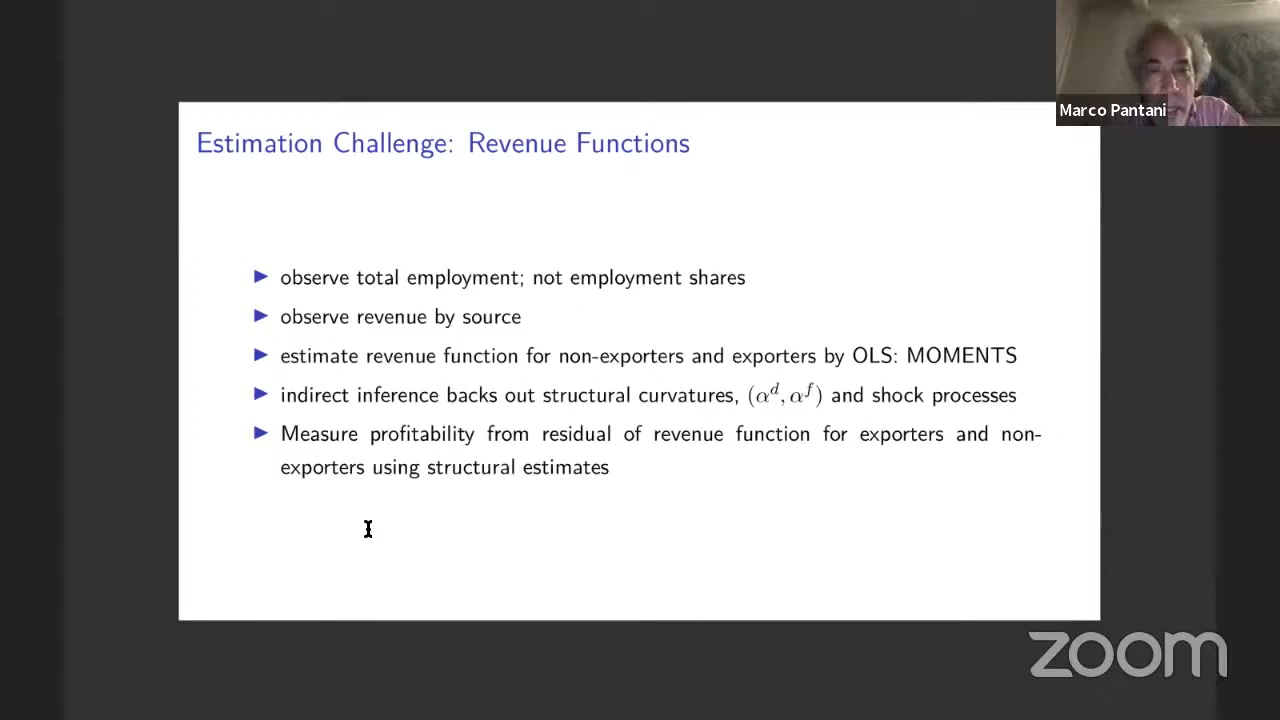 Marco Pantani
Estimation Challenge: Revenue Functions
▶ observe total employment; not employment shares
▶ observe revenue by source
▶ estimate revenue function for non-exporters and exporters by OLS: MOMENTS
▶ indirect inference backs out structural curvatures, (α^d, α^f) and shock processes
▶ Measure profitability from residual of revenue function for exporters and non-
exporters using structural estimates
zoom